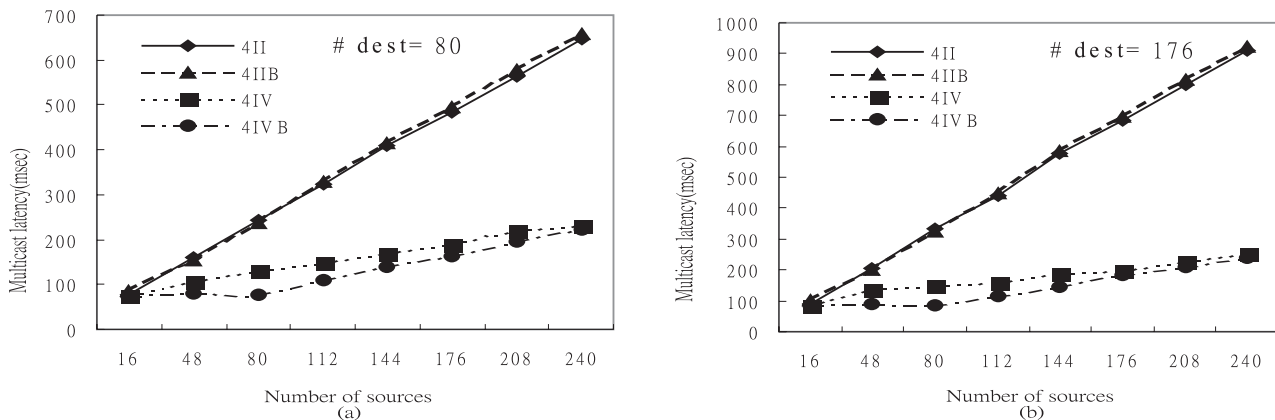 700
600
500
400
300
200
100
0
Multicast latency(msec)
4II
4IIB
4IV
4IV B
# dest= 80
16 48 80 112 144 176 208 240
Number of sources
(a)
1000
900
800
700
600
500
400
300
200
100
0
Multicast latency(msec)
4II
4IIB
4IV
4IV B
# dest= 176
16 48 80 112 144 176 208 240
Number of sources
(b)